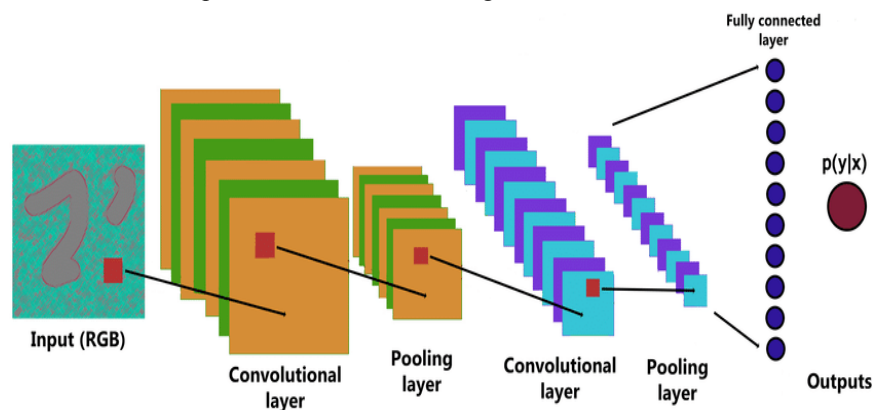 Fully connected
layer
p(y|x)
Input (RGB)
Convolutional
layer
Pooling
layer
Convolutional
layer
Pooling
layer
Outputs